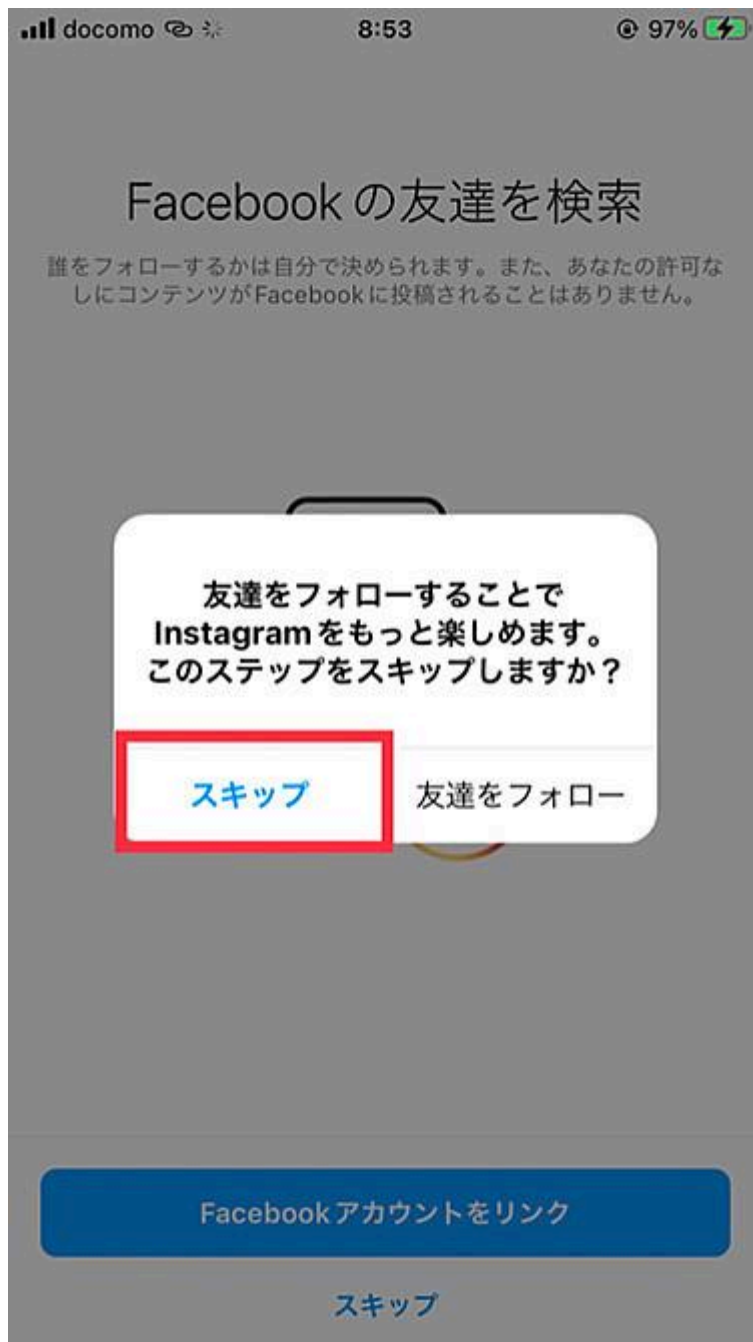 docomo 8:53 97%
Facebookの友達を検索
誰をフォローするかは自分で決められます。また、あなたの許可な
しにコンテンツがFacebookに投稿されることはありません。
友達をフォローすることで
Instagramをもっと楽しめます。
このステップをスキップしますか？
スキップ 友達をフォロー
Facebookアカウントをリンク
スキップ